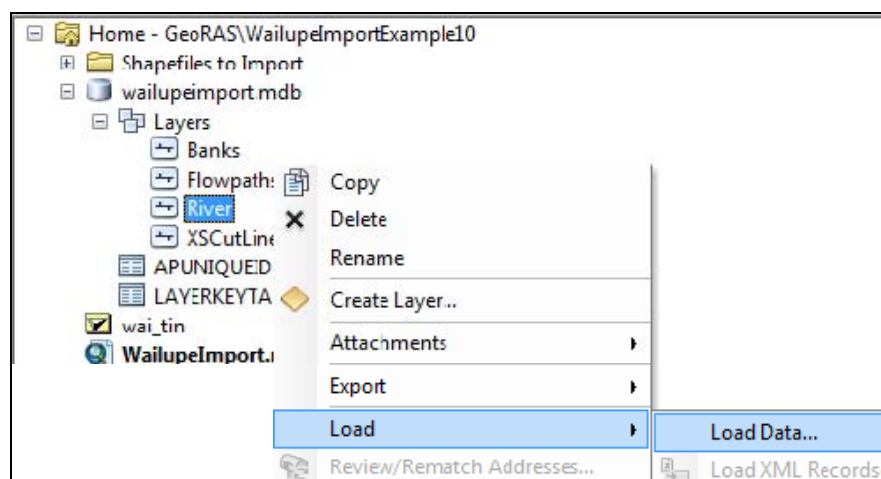 Home - GeoRAS\WailupeImportExample10
Shapefiles to Import
wailupeimport.mdb
Layers
Banks
Flowpaths
River
XSCutLine
APUNIQUEID
LAYERKEYTA
wai_tin
WailupeImport.
Copy
Delete
Rename
Create Layer...
Attachments
Export
Load
Review/Rematch Addresses...
Load Data...
Load XML Records